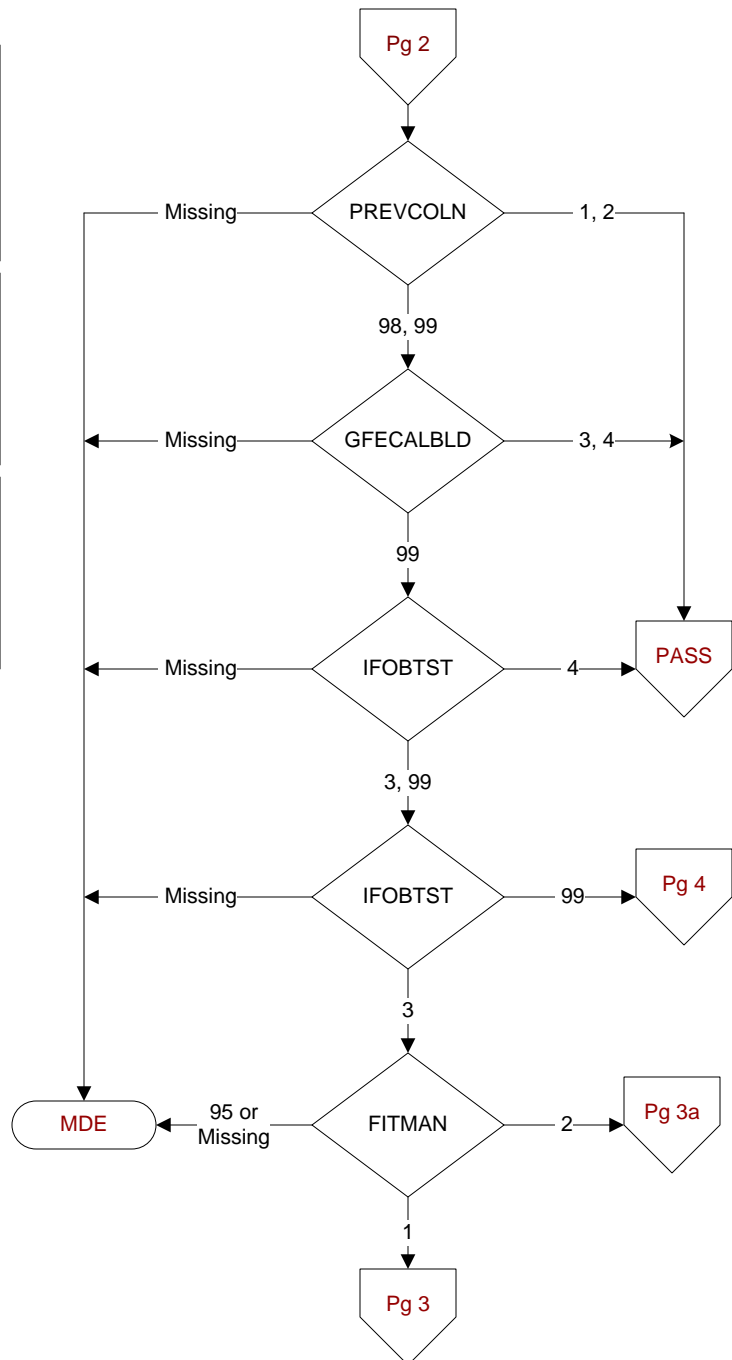 Pg 2
Missing
PREVCOLN
1, 2
98, 99
Missing
GFECALBLD
3, 4
99
Missing
IFOBTST
4
PASS
3, 99
Missing
IFOBTST
99
Pg 4
3
MDE
95 or
Missing
FITMAN
2
Pg 3a
1
Pg 3